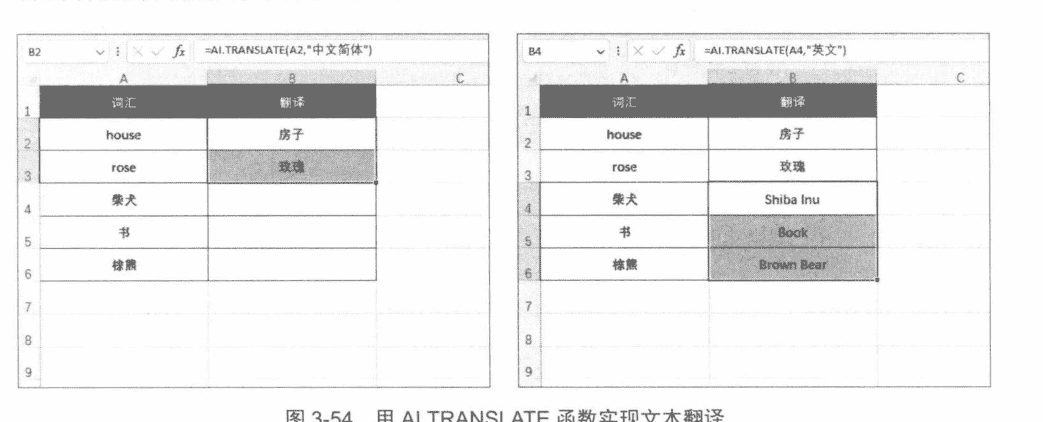 B2 fx =AI.TRANSLATE(A2,"中文简体")
A B C
1 词汇 翻译
2 house 房子
3 rose 玫瑰
4 柴犬
5 书
6 棕熊
7
8
9
B4 fx =AI.TRANSLATE(A4,"英文")
A B C
1 词汇 翻译
2 house 房子
3 rose 玫瑰
4 柴犬 Shiba Inu
5 书 Book
6 棕熊 Brown Bear
7
8
9
图 3-54 用 AI.TRANSLATE 函数实现文本翻译